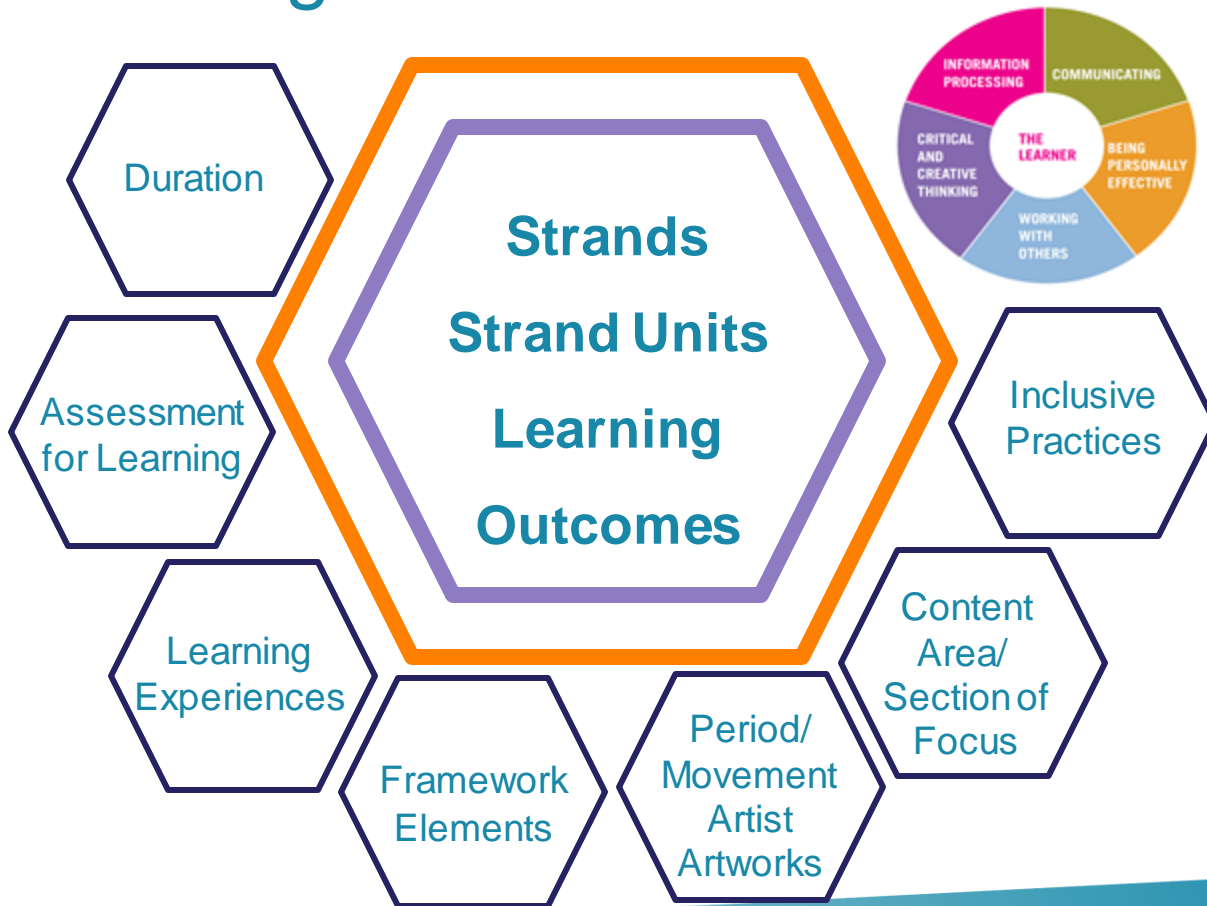 Duration
Strands
Strand Units
Learning
Outcomes
INFORMATION
PROCESSING
COMMUNICATING
CRITICAL
AND
CREATIVE
THINKING
THE
LEARNER
BEING
PERSONALLY
EFFECTIVE
WORKING
WITH
OTHERS
Assessment
for Learning
Inclusive
Practices
Learning
Experiences
Framework
Elements
Period/
Movement
Artist
Artworks
Content
Area/
Section of
Focus